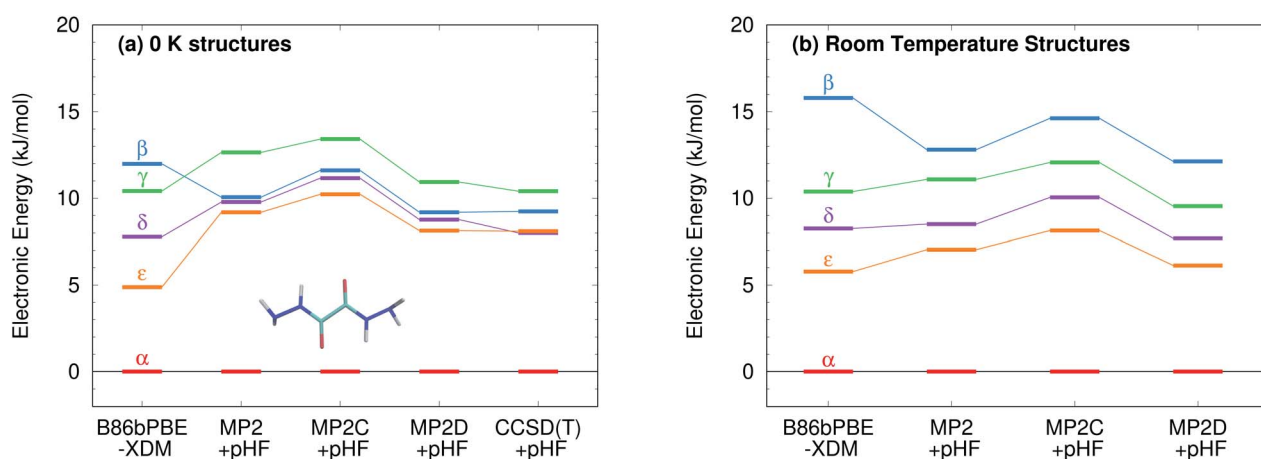 (a) 0 K structures
Electronic Energy (kJ/mol)
20
15
10
5
0
β
γ
δ
ε
α
B86bPBE
-XDM
MP2
+pHF
MP2C
+pHF
MP2D
+pHF
CCSD(T)
+pHF
(b) Room Temperature Structures
Electronic Energy (kJ/mol)
20
15
10
5
0
β
γ
δ
ε
α
B86bPBE
-XDM
MP2
+pHF
MP2C
+pHF
MP2D
+pHF